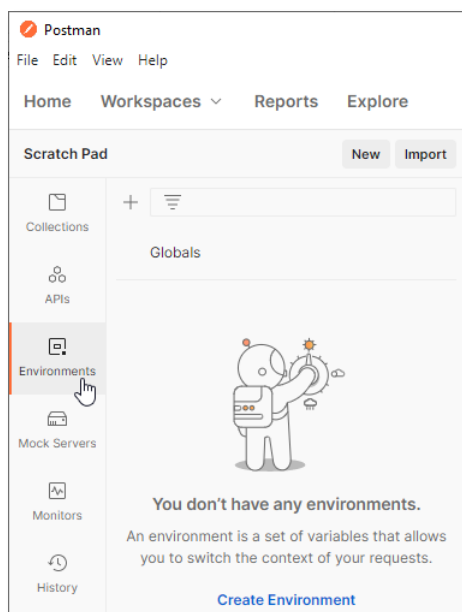 Postman
File Edit View Help
Home Workspaces Reports Explore
Scratch Pad New Import
Collections
Globals
APIs
Environments
Mock Servers
You don't have any environments.
Monitors
An environment is a set of variables that allows
you to switch the context of your requests.
History
Create Environment